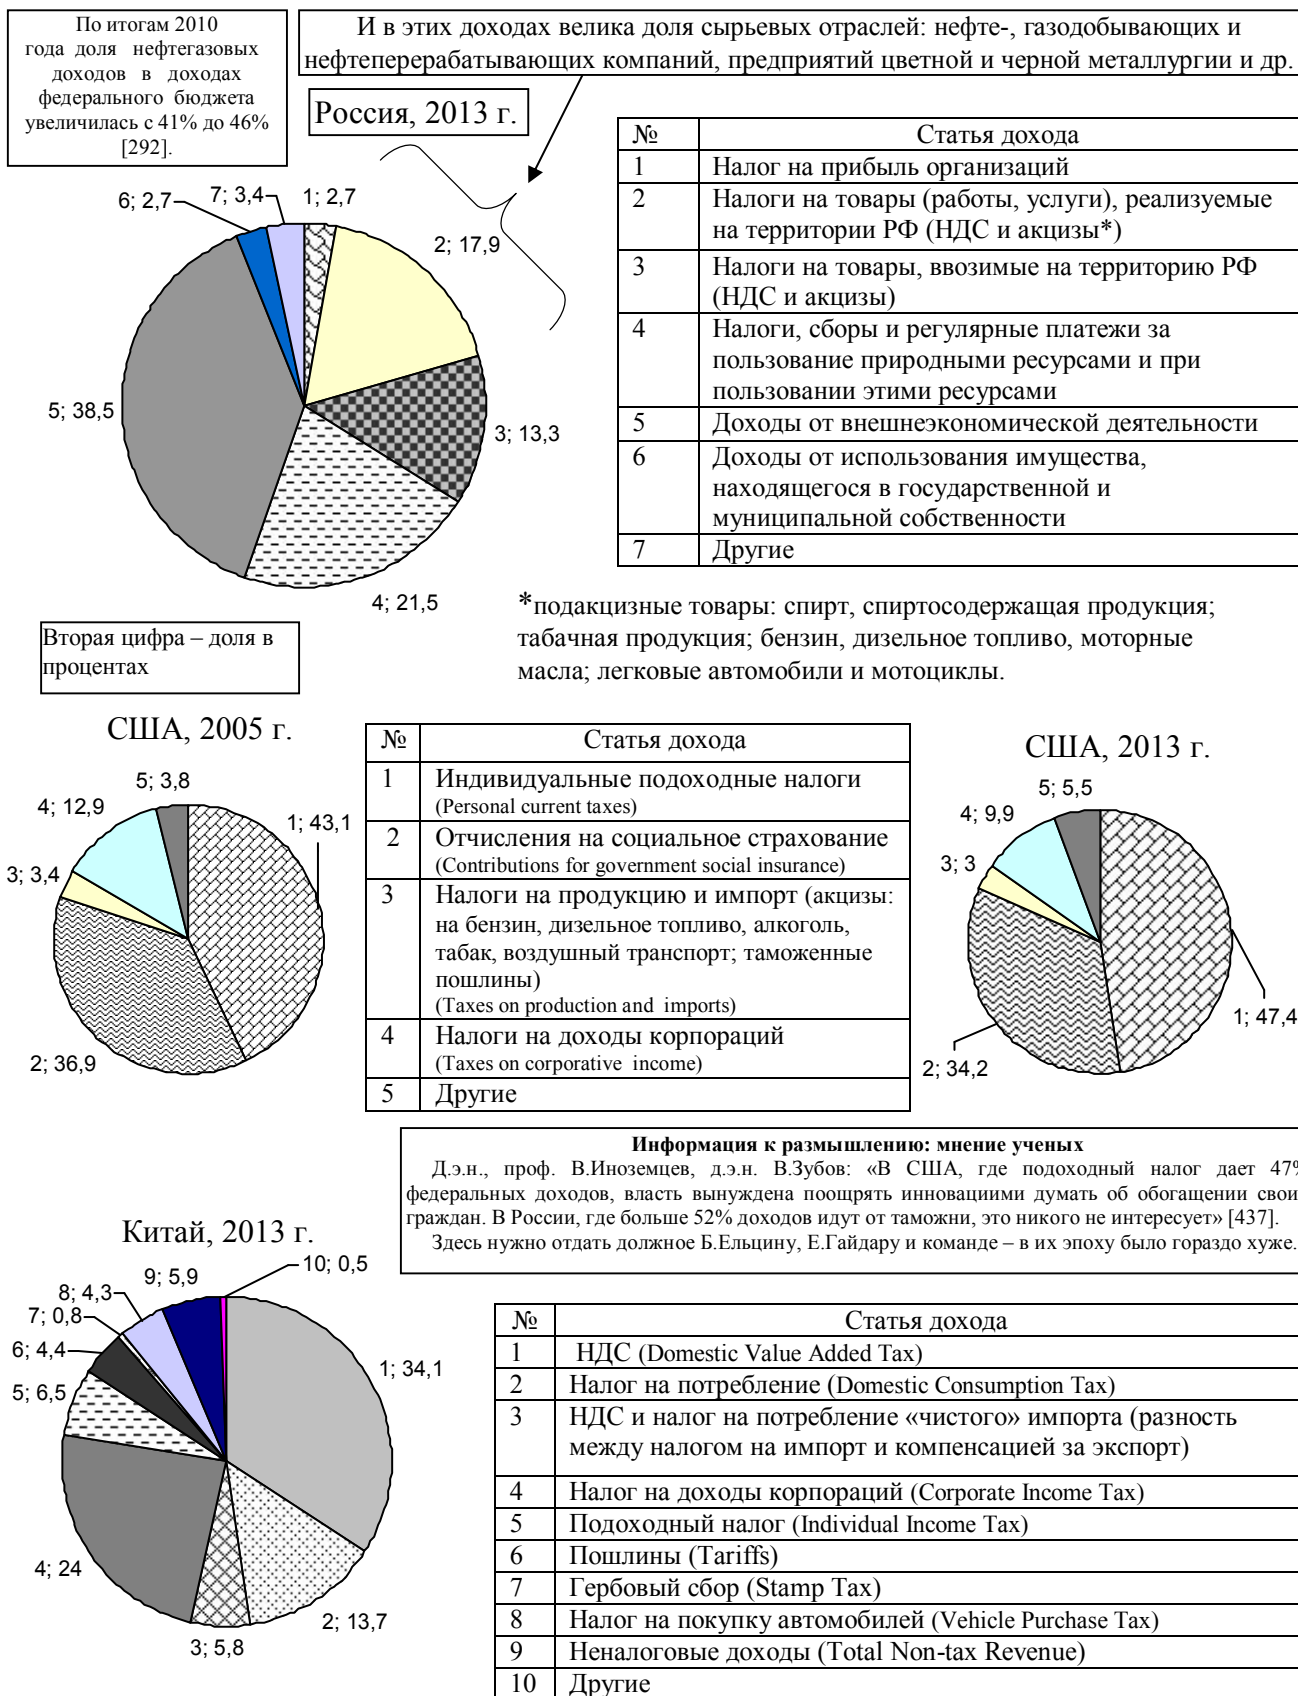 По итогам 2010
года доля нефтегазовых
доходов в доходах
федерального бюджета
увеличилась с 41% до 46%
[292].
И в этих доходах велика доля сырьевых отраслей: нефте-, газодобывающих и
нефтеперерабатывающих компаний, предприятий цветной и черной металлургии и др.
Россия, 2013 г.
1; 2,7
2; 17,9
3; 13,3
4; 21,5
5; 38,5
6; 2,7
7; 3,4
№ Статья дохода
1 Налог на прибыль организаций
2 Налоги на товары (работы, услуги), реализуемые
на территории РФ (НДС и акцизы*)
3 Налоги на товары, ввозимые на территорию РФ
(НДС и акцизы)
4 Налоги, сборы и регулярные платежи за
пользование природными ресурсами и при
пользовании этими ресурсами
5 Доходы от внешнеэкономической деятельности
6 Доходы от использования имущества,
находящегося в государственной и
муниципальной собственности
7 Другие
Вторая цифра – доля в
процентах
*подакцизные товары: спирт, спиртосодержащая продукция;
табачная продукция; бензин, дизельное топливо, моторные
масла; легковые автомобили и мотоциклы.
США, 2005 г.
1; 43,1
2; 36,9
3; 3,4
4; 12,9
5; 3,8
№ Статья дохода
1 Индивидуальные подоходные налоги
(Personal current taxes)
2 Отчисления на социальное страхование
(Contributions for government social insurance)
3 Налоги на продукцию и импорт (акцизы:
на бензин, дизельное топливо, алкоголь,
табак, воздушный транспорт; таможенные
пошлины)
(Taxes on production and imports)
4 Налоги на доходы корпораций
(Taxes on corporative income)
5 Другие
США, 2013 г.
1; 47,4
2; 34,2
3; 3
4; 9,9
5; 5,5
Информация к размышлению: мнение ученых
Д.э.н., проф. В.Иноземцев, д.э.н. В.Зубов: «В США, где подоходный налог дает 47%
федеральных доходов, власть вынуждена поощрять инновациими думать об обогащении свои
граждан. В России, где больше 52% доходов идут от таможни, это никого не интересует» [437].
Здесь нужно отдать должное Б.Ельцину, Е.Гайдару и команде – в их эпоху было гораздо хуже.
Китай, 2013 г.
1; 34,1
2; 13,7
3; 5,8
4; 24
5; 6,5
6; 4,4
7; 0,8
8; 4,3
9; 5,9
10; 0,5
№ Статья дохода
1 НДС (Domestic Value Added Tax)
2 Налог на потребление (Domestic Consumption Tax)
3 НДС и налог на потребление «чистого» импорта (разность
между налогом на импорт и компенсацией за экспорт)
4 Налог на доходы корпораций (Corporate Income Tax)
5 Подоходный налог (Individual Income Tax)
6 Пошлины (Tariffs)
7 Гербовый сбор (Stamp Tax)
8 Налог на покупку автомобилей (Vehicle Purchase Tax)
9 Неналоговые доходы (Total Non-tax Revenue)
10 Другие